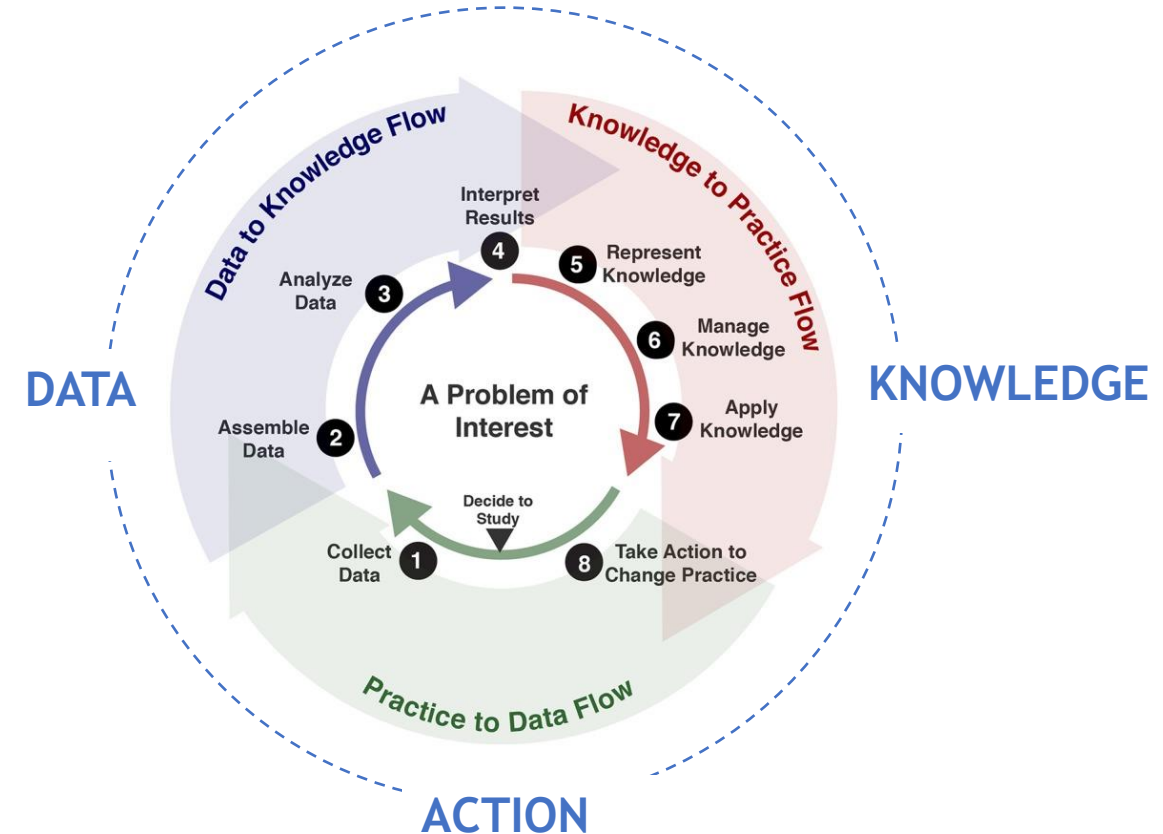 Data to Knowledge Flow
Knowledge to Practice Flow
Interpret
Results
4
5
Represent
Knowledge
Analyze
Data
3
6
Manage
Knowledge
DATA
KNOWLEDGE
A Problem of
Interest
Assemble
Data
2
7
Apply
Knowledge
Decide to
Study
Collect
Data
1
8
Take Action to
Change Practice
Practice to Data Flow
ACTION